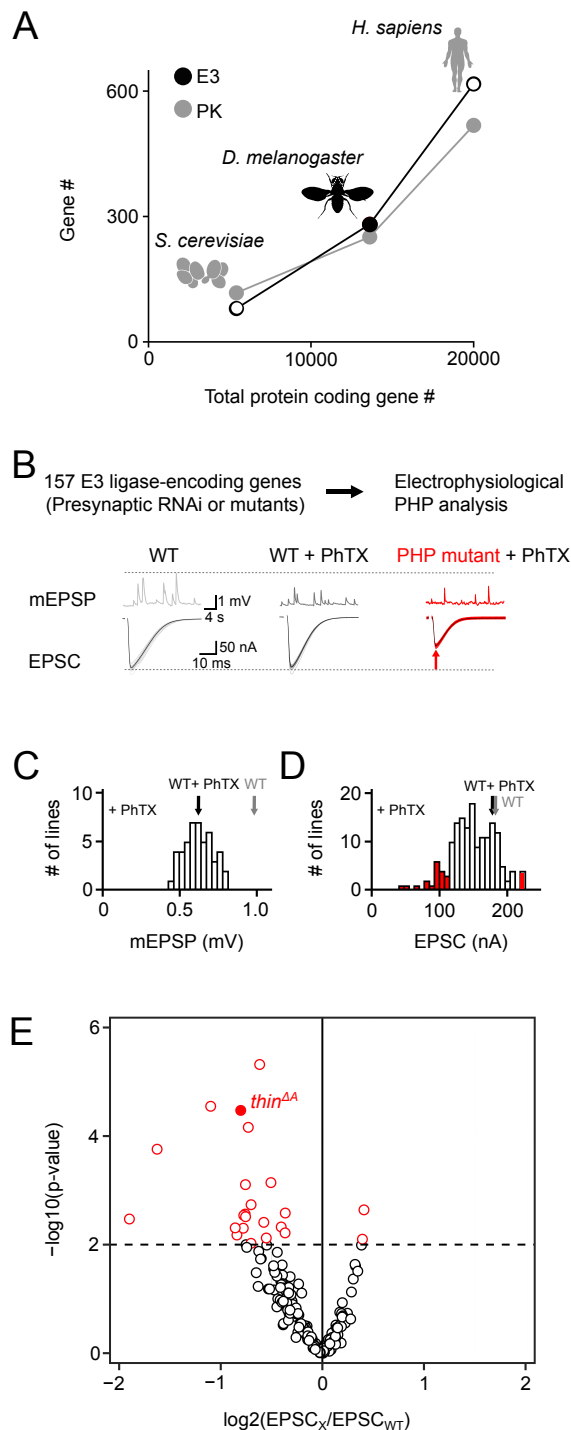 A
H. sapiens
E3
PK
600
D. melanogaster
Gene #
300
S. cerevisiae
0
0
10000
20000
Total protein coding gene #
B
157 E3 ligase-encoding genes
(Presynaptic RNAi or mutants)
Electrophysiological
PHP analysis
WT
WT + PhTX
PHP mutant + PhTX
mEPSP
1 mV
4 s
EPSC
50 nA
10 ms
C
WT+ PhTX WT
+ PhTX
10
5
0
# of lines
0.5
1.0
mEPSP (mV)
D
WT+ PhTX
WT
+ PhTX
20
10
0
# of lines
0
100
200
EPSC (nA)
E
6
thinΔA
4
−log10(p-value)
2
0
−2
−1
0
1
2
log2(EPSCX/EPSCWT)